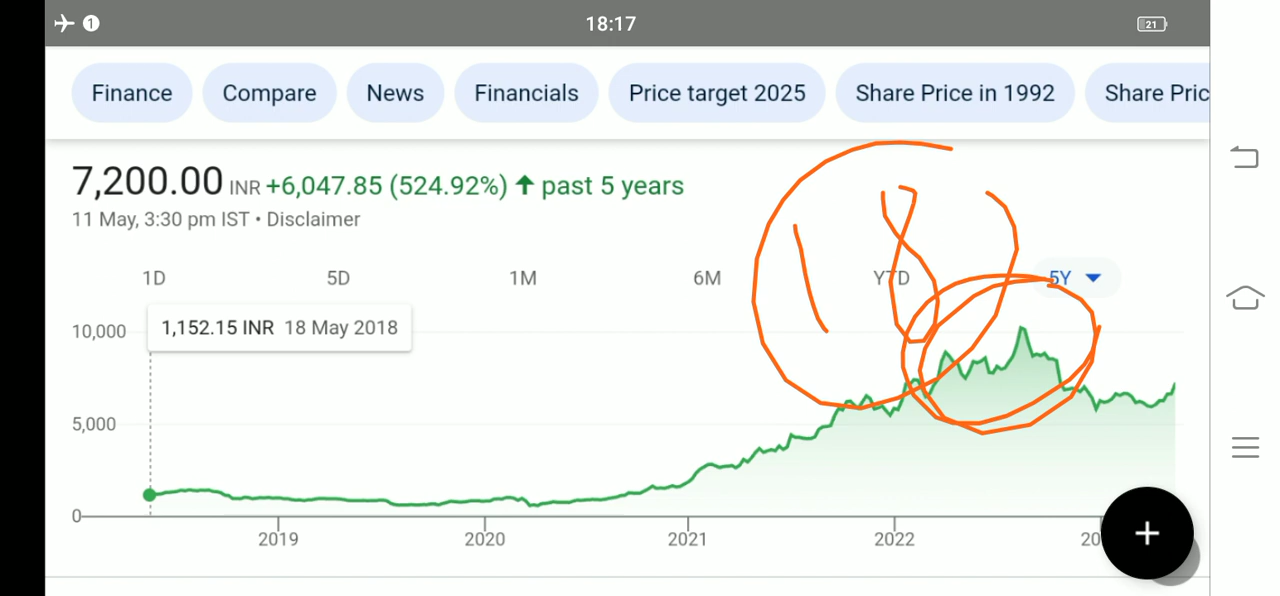 1 18:17 21
Finance Compare News Financials Price target 2025 Share Price in 1992 Share Pric
7,200.00 INR +6,047.85 (524.92%) ↑ past 5 years
11 May, 3:30 pm IST • Disclaimer
1D 5D 1M 6M YTD 5Y
1,152.15 INR 18 May 2018
10,000
5,000
0
2019 2020 2021 2022 20
+